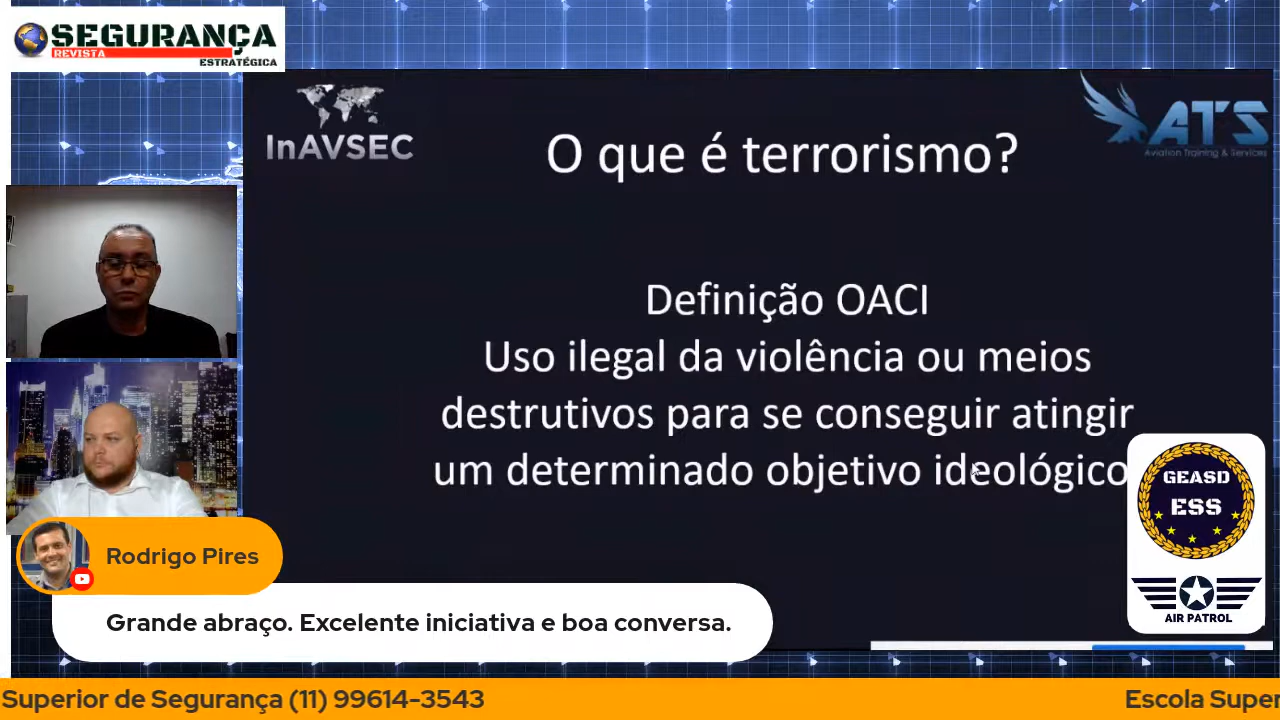 SEGURANÇA
REVISTA
ESTRATÉGICA
InAVSEC
ATS
Aviation Training & Services
O que é terrorismo?
Definição OACI
Uso ilegal da violência ou meios
destrutivos para se conseguir atingir
um determinado objetivo ideológico
GEASD
ESS
AIR PATROL
Rodrigo Pires
Grande abraço. Excelente iniciativa e boa conversa.
Superior de Segurança (11) 99614-3543
Escola Super